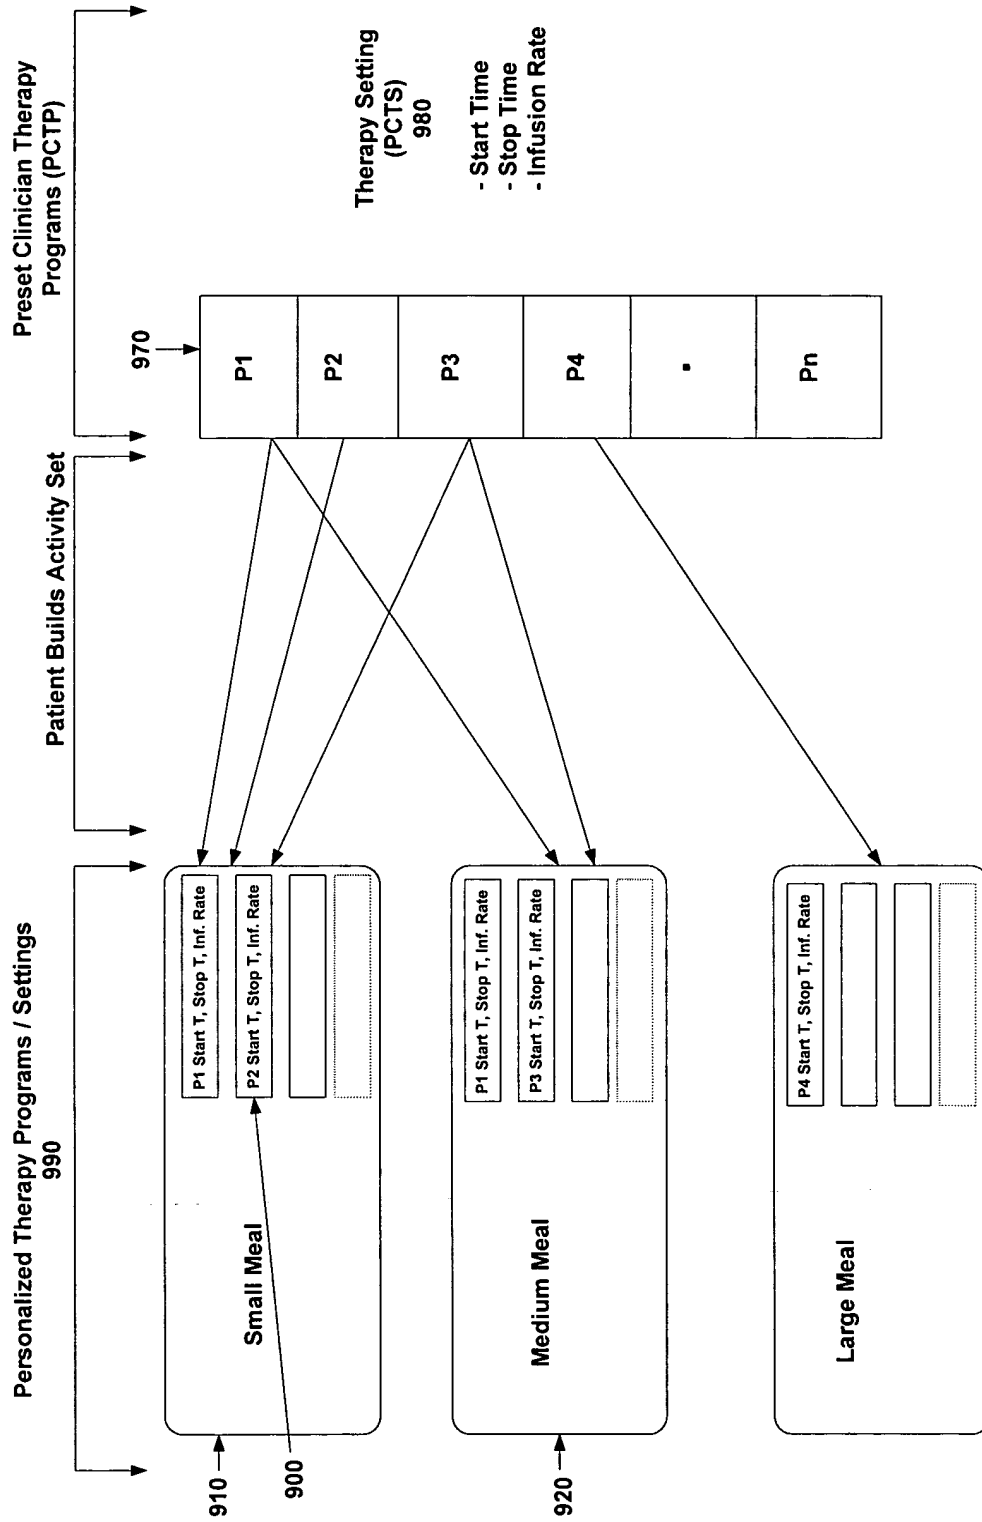 Personalized Therapy Programs / Settings
990
Patient Builds Activity Set
Preset Clinician Therapy
Programs (PCTP)
910
900
Small Meal
P1 Start T, Stop T, Inf. Rate
P2 Start T, Stop T, Inf. Rate
920
Medium Meal
P1 Start T, Stop T, Inf. Rate
P3 Start T, Stop T, Inf. Rate
Large Meal
P4 Start T, Stop T, Inf. Rate
970
P1
P2
P3
P4
.
Pn
Therapy Setting
(PCTS)
980
- Start Time
- Stop Time
- Infusion Rate